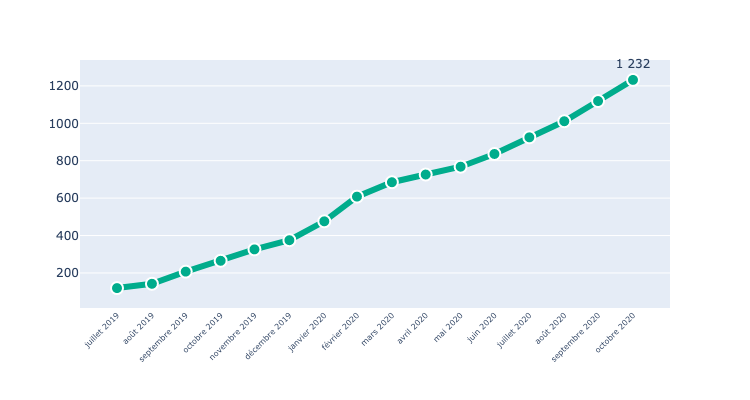 1 232
1200
1000
800
600
400
200
juillet 2019
août 2019
septembre 2019
octobre 2019
novembre 2019
décembre 2019
janvier 2020
février 2020
mars 2020
avril 2020
mai 2020
juin 2020
juillet 2020
août 2020
septembre 2020
octobre 2020